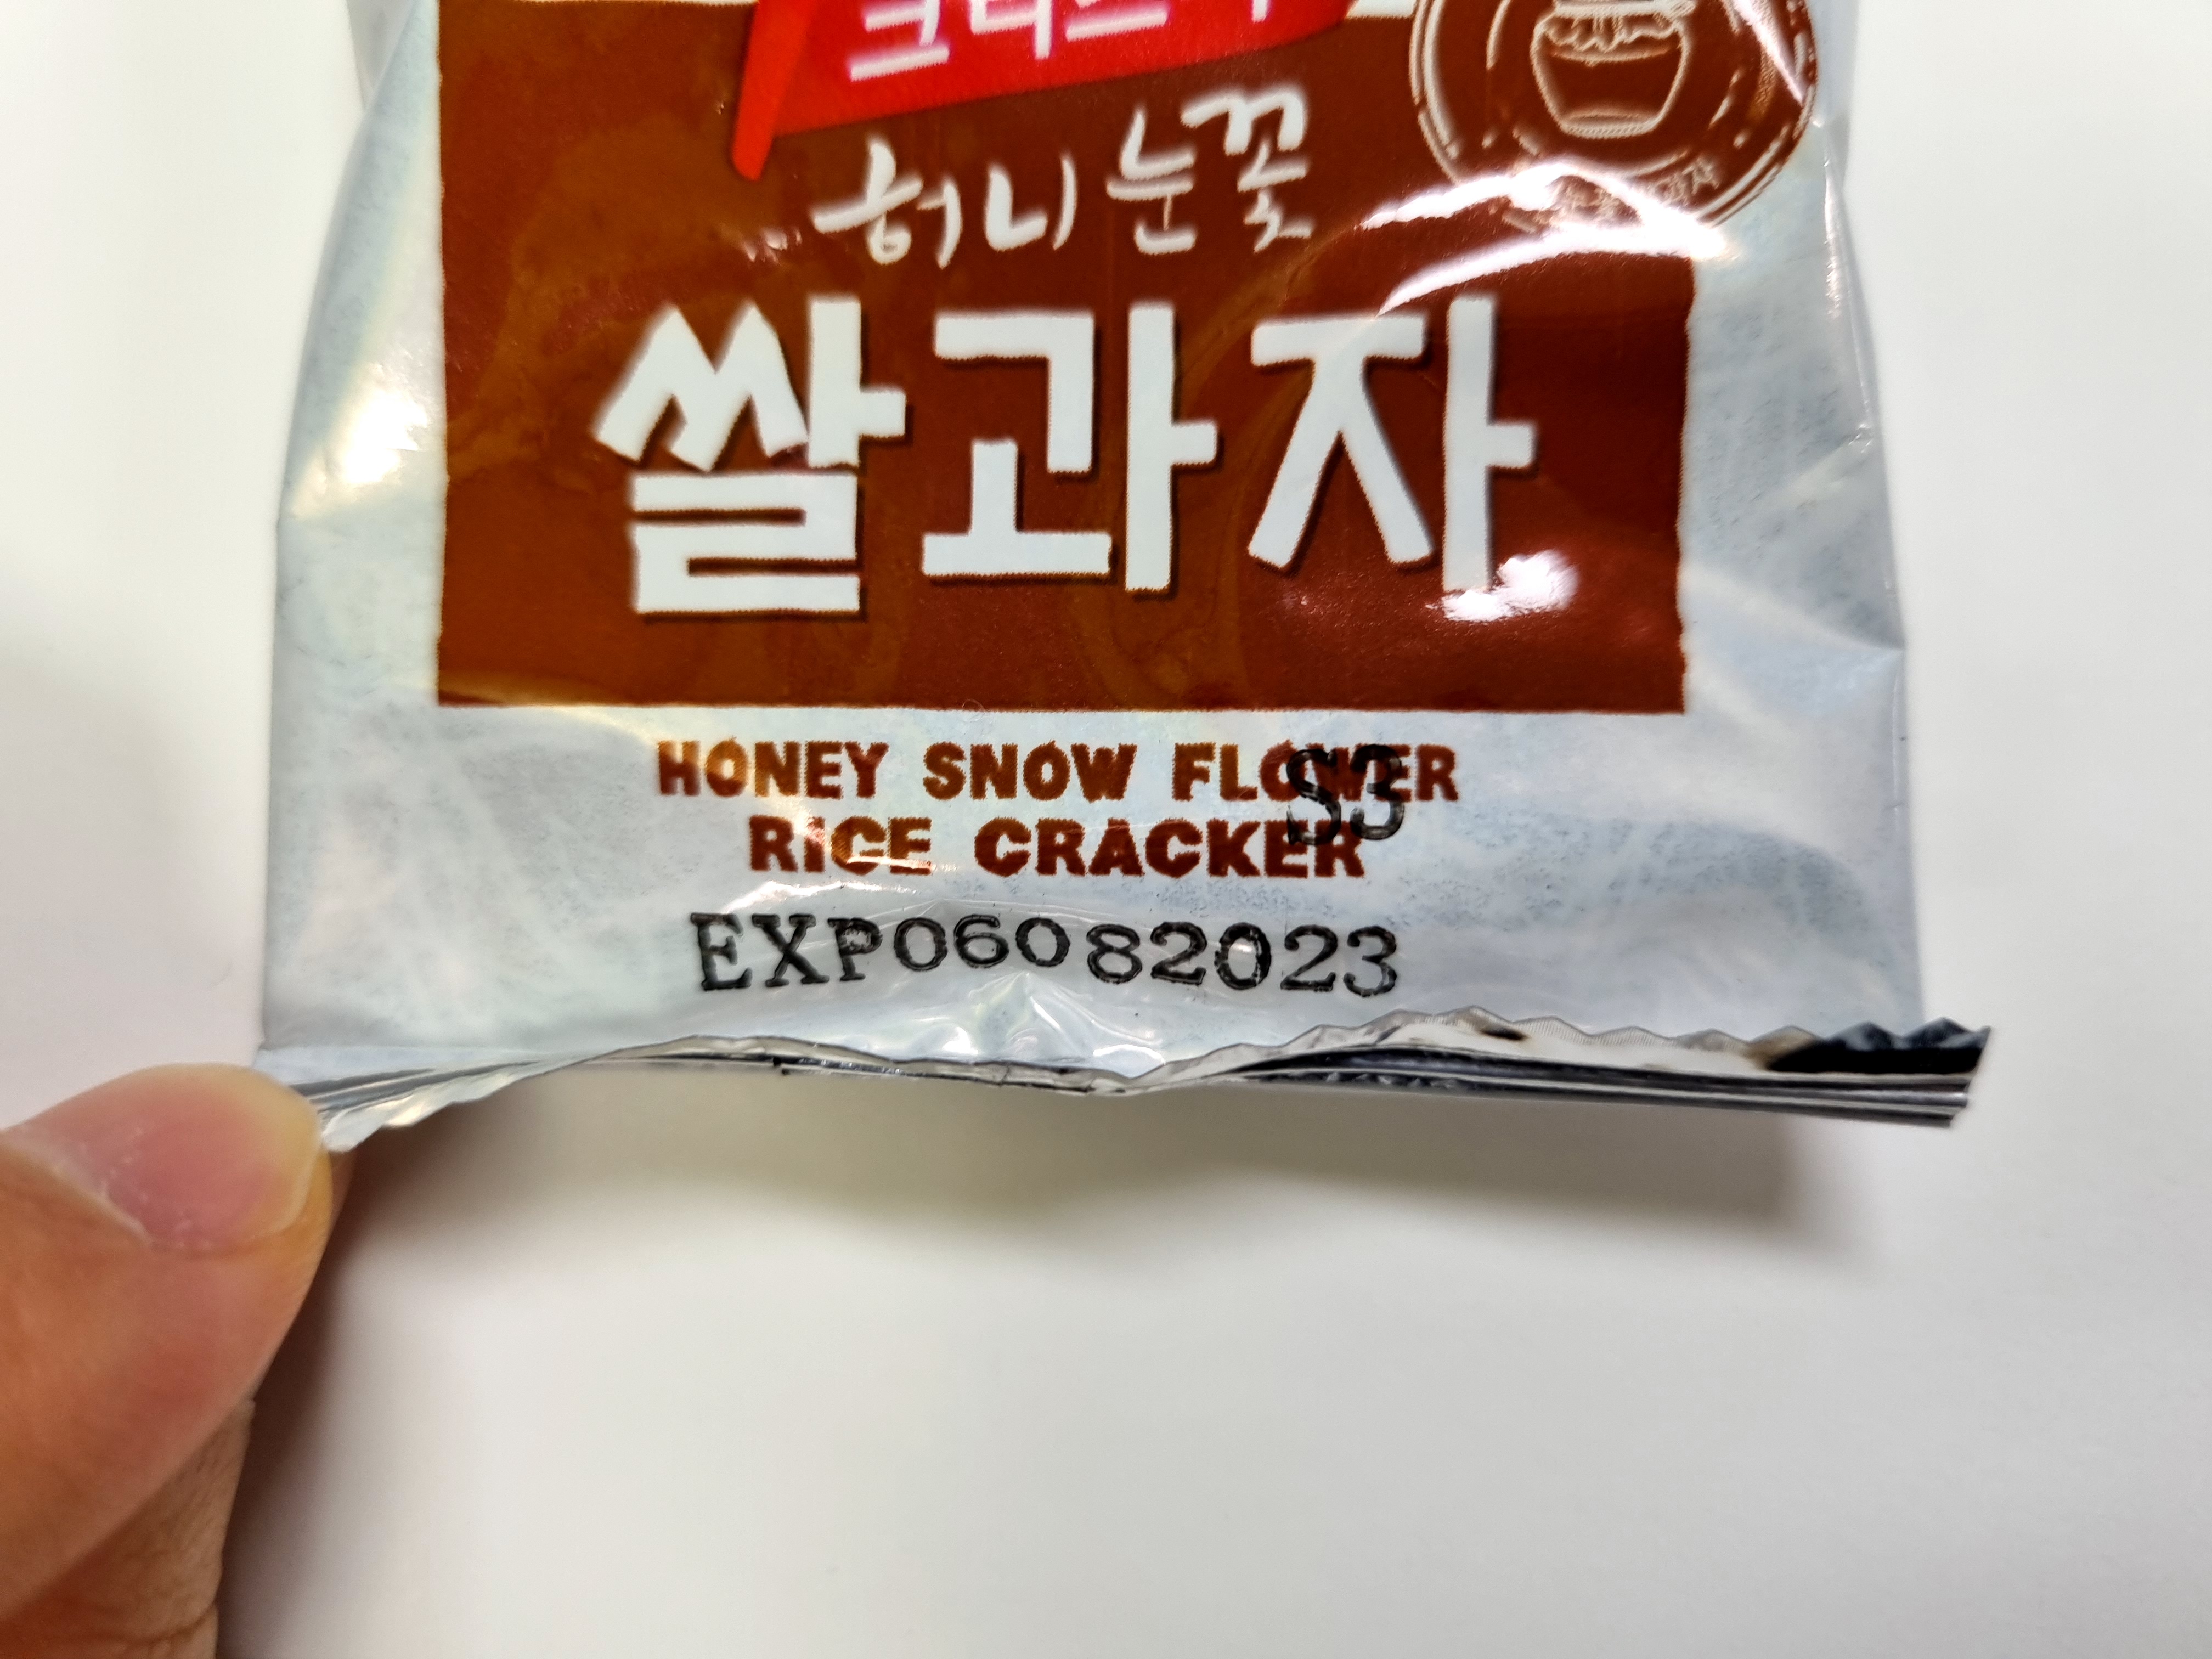 허니눈꽃
쌀과자
HONEY SNOW FLOWER
S3
RICE CRACKER
EXP06082023